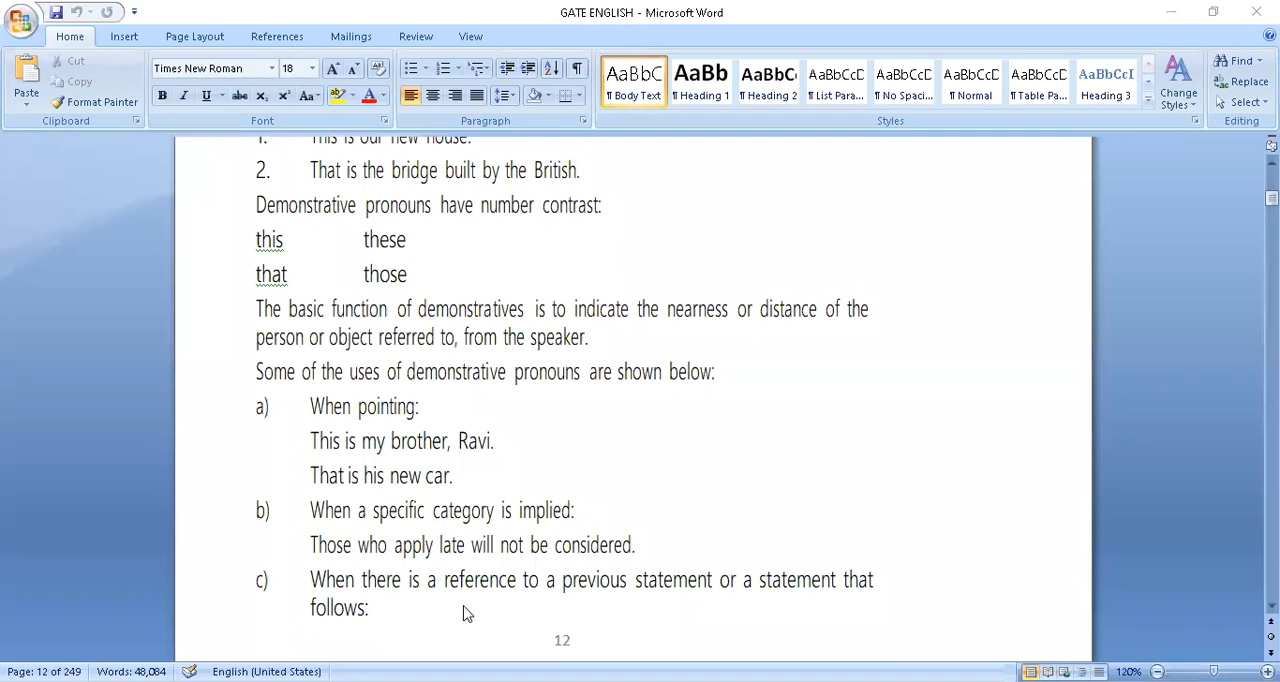 GATE ENGLISH - Microsoft Word
Home Insert Page Layout References Mailings Review View
Paste
Cut
Copy
Format Painter
Clipboard
Times New Roman 18
Font
Paragraph
AaBbC AaBb AaBbC AaBbCcD AaBbCcD AaBbCcD AaBbCcD AaBbCcI
¶ Body Text ¶ Heading 1 ¶ Heading 2 ¶ List Para... ¶ No Spaci... ¶ Normal ¶ Table Pa... Heading 3
Change Styles
Styles
Find
Replace
Select
Editing
1. This is our new house.
2. That is the bridge built by the British.
Demonstrative pronouns have number contrast:
this these
that those
The basic function of demonstratives is to indicate the nearness or distance of the
person or object referred to, from the speaker.
Some of the uses of demonstrative pronouns are shown below:
a) When pointing:
This is my brother, Ravi.
That is his new car.
b) When a specific category is implied:
Those who apply late will not be considered.
c) When there is a reference to a previous statement or a statement that
follows:
12
Page: 12 of 249 Words: 48,084 English (United States) 120%